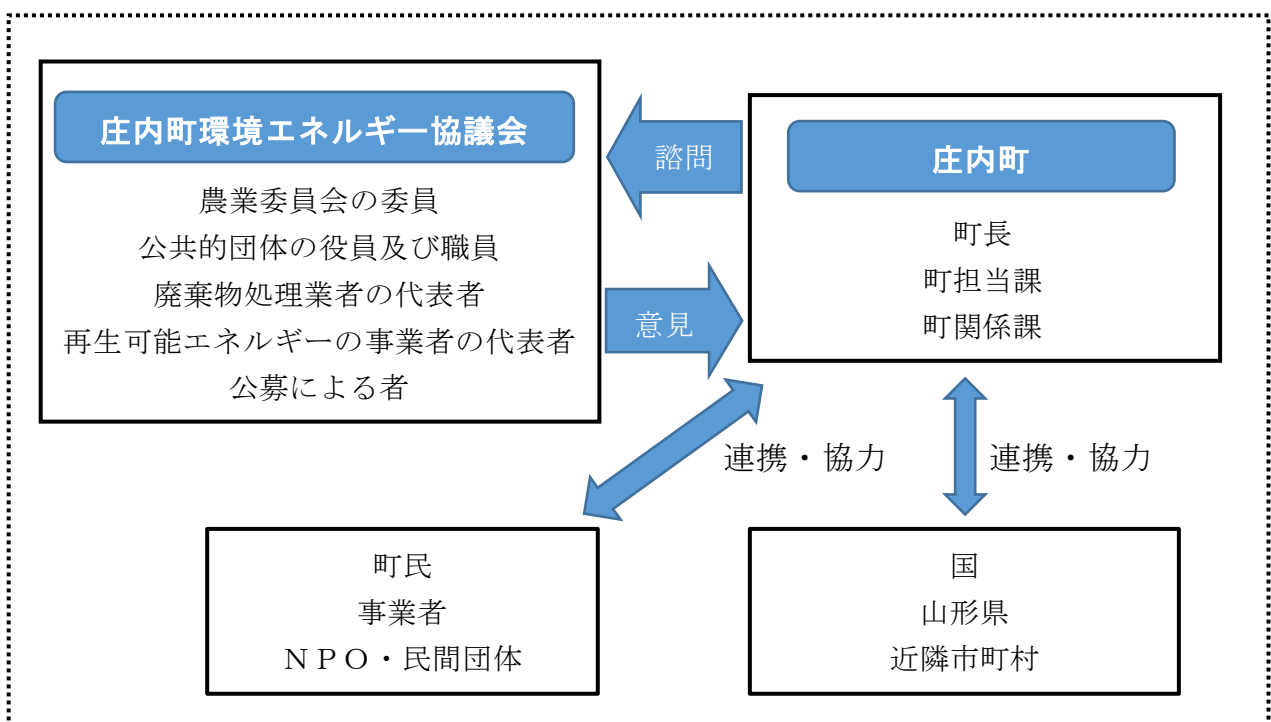 庄内町環境エネルギー協議会
農業委員会の委員
公共的団体の役員及び職員
廃棄物処理業者の代表者
再生可能エネルギーの事業者の代表者
公募による者
諮問
意見
庄内町
町長
町担当課
町関係課
連携・協力
連携・協力
町民
事業者
ＮＰＯ・民間団体
国
山形県
近隣市町村